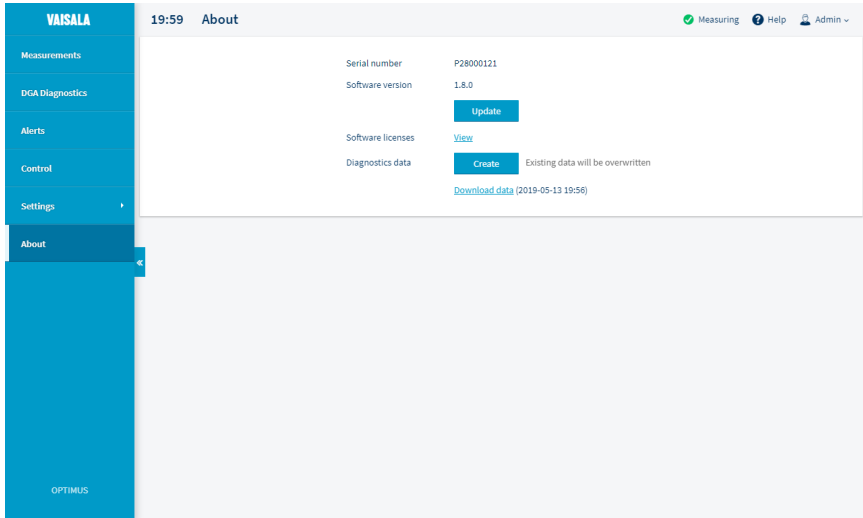 VAISALA
Measurements
DGA Diagnostics
Alerts
Control
Settings
About
OPTIMUS
19:59 About
Measuring Help Admin
Serial number P28000121
Software version 1.8.0
Update
Software licenses View
Diagnostics data Create Existing data will be overwritten
Download data (2019-05-13 19:56)